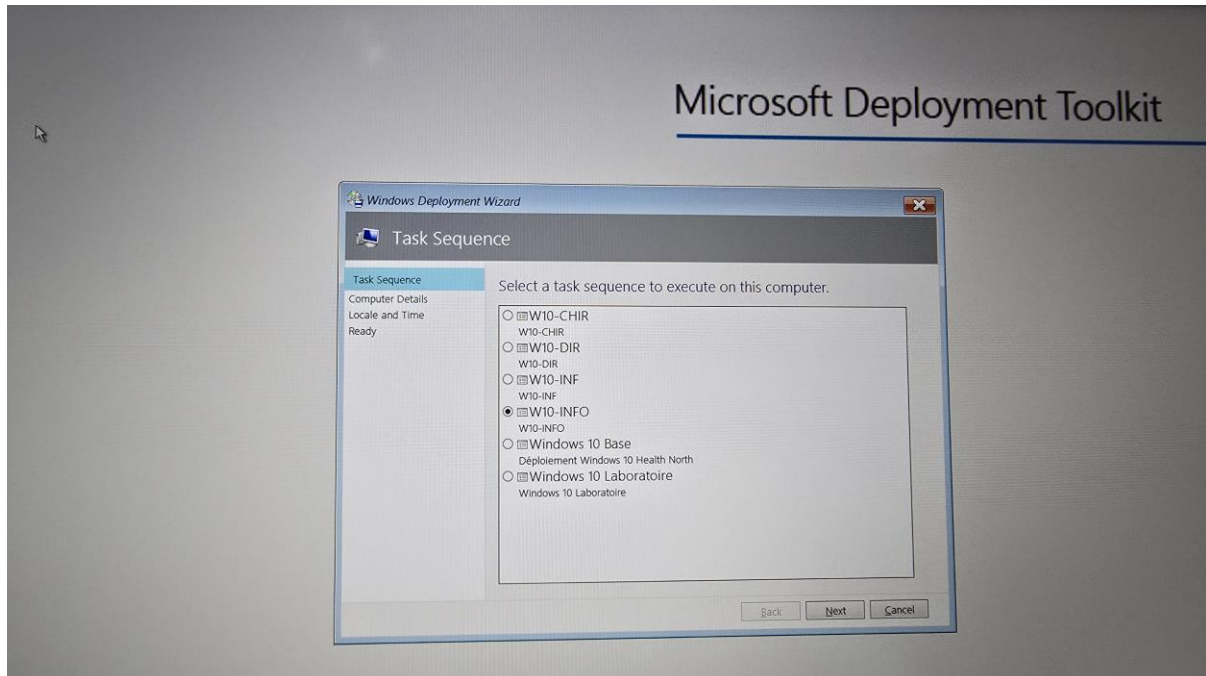 Microsoft Deployment Toolkit
Windows Deployment Wizard
Task Sequence
Task Sequence
Computer Details
Locale and Time
Ready
Select a task sequence to execute on this computer.
W10-CHIR
W10-CHIR
W10-DIR
W10-DIR
W10-INF
W10-INF
W10-INFO
W10-INFO
Windows 10 Base
Déploiement Windows 10 Health North
Windows 10 Laboratoire
Windows 10 Laboratoire
Back Next Cancel